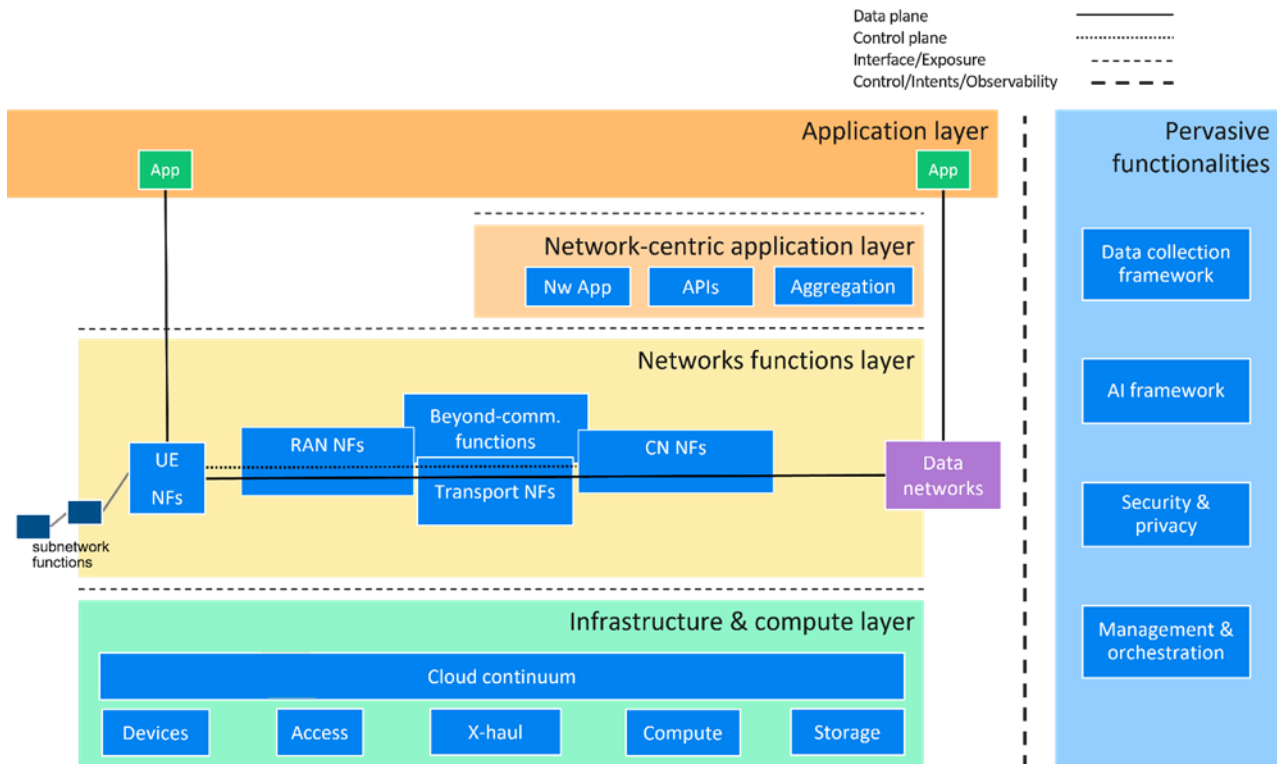 Data plane
Control plane
Interface/Exposure
Control/Intents/Observability
Application layer
App
App
Pervasive
functionalities
Network-centric application layer
Nw App
APIs
Aggregation
Data collection
framework
Networks functions layer
AI framework
Beyond-comm.
functions
RAN NFs
CN NFs
UE
NFs
Transport NFs
Data
networks
subnetwork
functions
Security &
privacy
Infrastructure & compute layer
Management &
orchestration
Cloud continuum
Devices
Access
X-haul
Compute
Storage